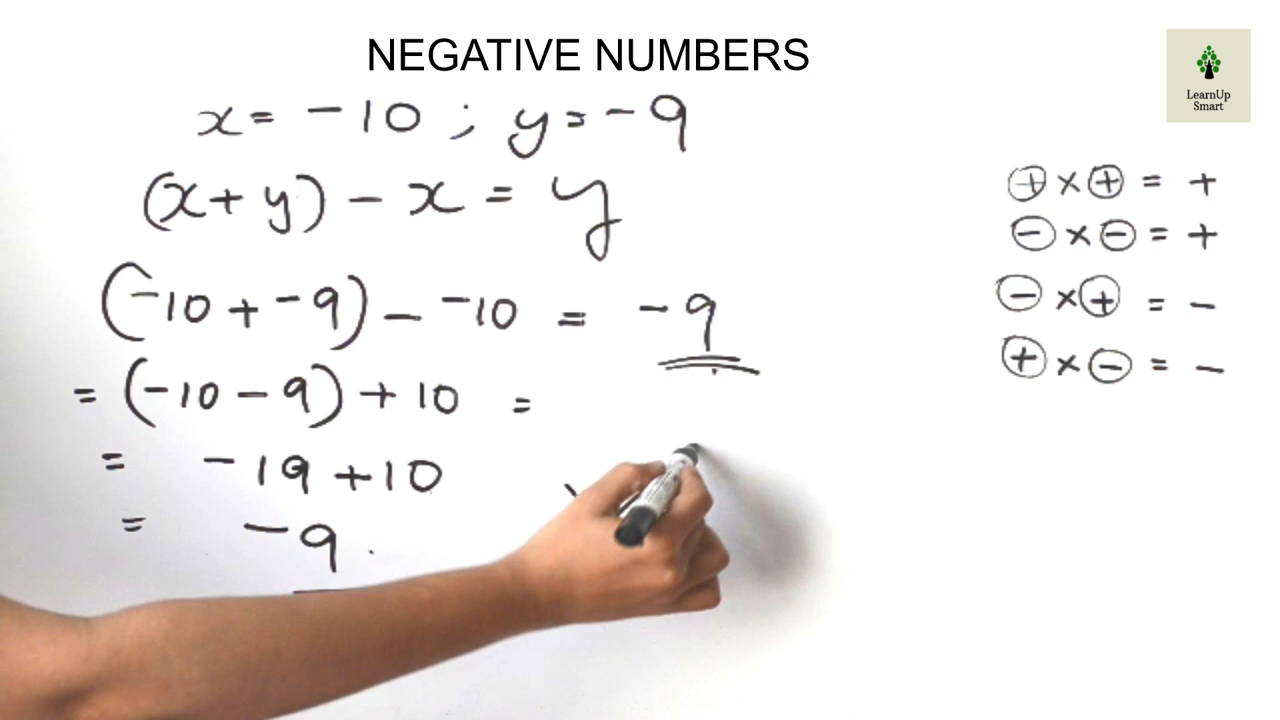 NEGATIVE NUMBERS
LearnUp
Smart
x = -10 ; y = -9
(x + y) - x = y
(-10 + -9) - -10 = -9
= (-10 - 9) + 10 =
= -19 + 10
= -9.
⊕ × ⊕ = +
⊖ × ⊖ = +
⊖ × ⊕ = -
⊕ × ⊖ = -